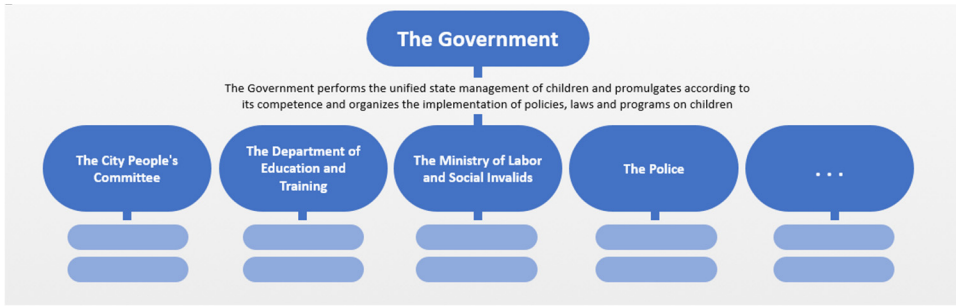 The Government
The Government performs the unified state management of children and promulgates according to
its competence and organizes the implementation of policies, laws and programs on children
The City People's
Committee
The Department of
Education and
Training
The Ministry of Labor
and Social Invalids
The Police
. . .